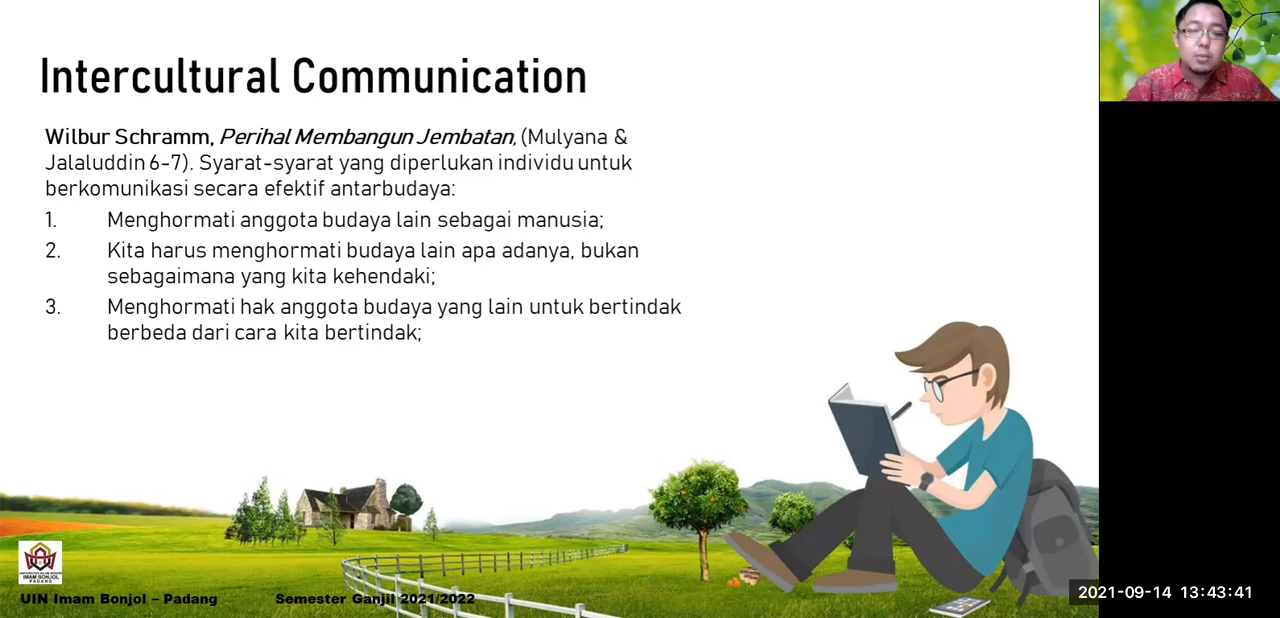 Intercultural Communication
Wilbur Schramm, Perihal Membangun Jembatan, (Mulyana &
Jalaluddin 6-7). Syarat-syarat yang diperlukan individu untuk
berkomunikasi secara efektif antarbudaya:
1. Menghormati anggota budaya lain sebagai manusia;
2. Kita harus menghormati budaya lain apa adanya, bukan
sebagaimana yang kita kehendaki;
3. Menghormati hak anggota budaya yang lain untuk bertindak
berbeda dari cara kita bertindak;
IMAM BONJOL
PADANG
UIN Imam Bonjol – Padang
Semester Ganjil 2021/2022
2021-09-14 13:43:41